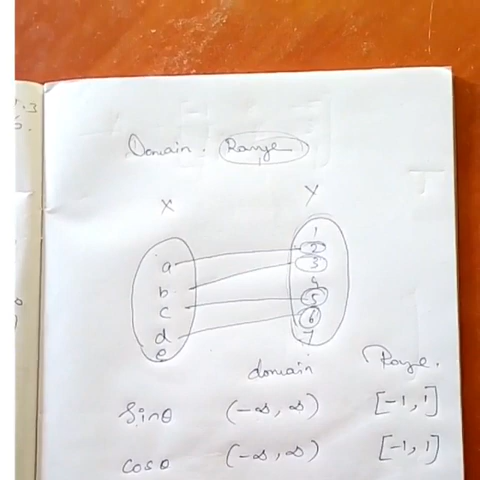 Domain. Range
X Y
1
a 2
3
b 4
c 5
d 6
e 7
domain Range.
Sinθ (-∞, ∞) [-1, 1]
cosθ (-∞, ∞) [-1, 1]